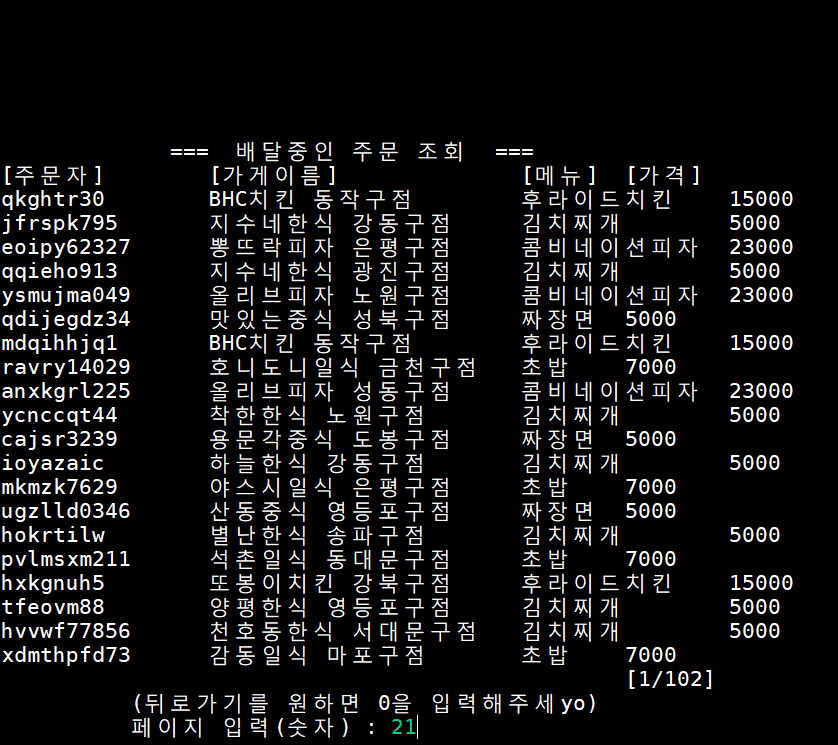 === 배달중인 주문 조회 ===
[주문자] [가게이름] [메뉴] [가격]
qkghtr30 BHC치킨 동작구점 후라이드치킨 15000
jfrspk795 지수네한식 강동구점 김치찌개 5000
eoipy62327 뽕뜨락피자 은평구점 콤비네이션피자 23000
qqieho913 지수네한식 광진구점 김치찌개 5000
ysmujma049 올리브피자 노원구점 콤비네이션피자 23000
qdijegdz34 맛있는중식 성북구점 짜장면 5000
mdqihhjq1 BHC치킨 동작구점 후라이드치킨 15000
ravry14029 호니도니일식 금천구점 초밥 7000
anxkgrl225 올리브피자 성동구점 콤비네이션피자 23000
ycnccqt44 착한한식 노원구점 김치찌개 5000
cajsr3239 용문각중식 도봉구점 짜장면 5000
ioyazaic 하늘한식 강동구점 김치찌개 5000
mkmzk7629 야스시일식 은평구점 초밥 7000
ugzlld0346 산동중식 영등포구점 짜장면 5000
hokrtilw 별난한식 송파구점 김치찌개 5000
pvlmsxm211 석촌일식 동대문구점 초밥 7000
hxkgnuh5 또봉이치킨 강북구점 후라이드치킨 15000
tfeovm88 양평한식 영등포구점 김치찌개 5000
hvvwf77856 천호동한식 서대문구점 김치찌개 5000
xdmthpfd73 감동일식 마포구점 초밥 7000
[1/102]
(뒤로가기를 원하면 0을 입력해주세yo)
페이지 입력(숫자) : 21